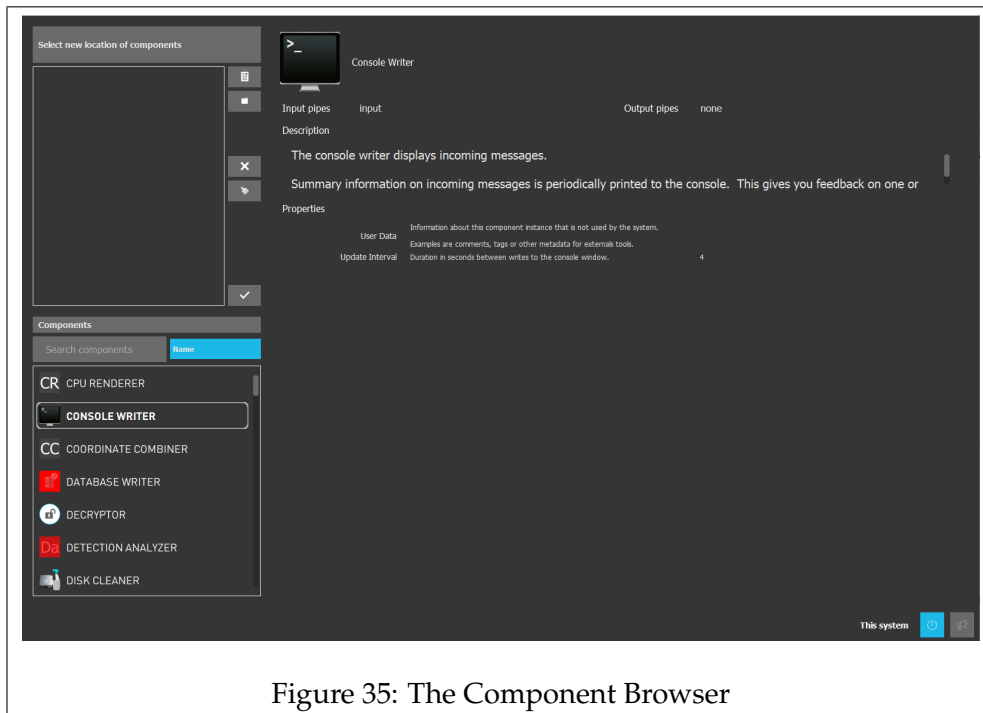 Select new location of components
>_
Console Writer
Input pipes input Output pipes none
Description
The console writer displays incoming messages.
Summary information on incoming messages is periodically printed to the console. This gives you feedback on one or
Properties
User Data Information about this component instance that is not used by the system.
Examples are comments, tags or other metadata for externals tools.
Update Interval Duration in seconds between writes to the console window. 4
Components
Search components Name
CR CPU RENDERER
CONSOLE WRITER
CC COORDINATE COMBINER
DATABASE WRITER
DECRYPTOR
Da DETECTION ANALYZER
DISK CLEANER
This system
Figure 35: The Component Browser